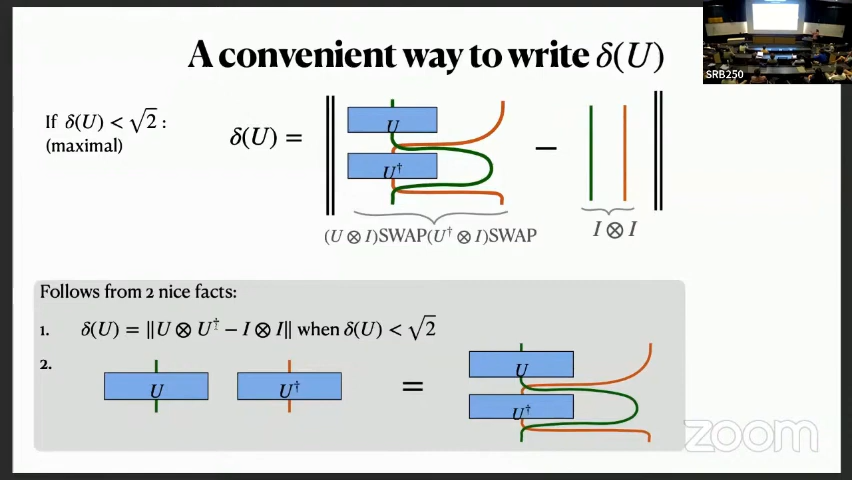 A convenient way to write δ(U)
SRB250
If δ(U) < √2 :
(maximal)
δ(U) =
U
U†
−
(U ⊗ I)SWAP(U† ⊗ I)SWAP
I ⊗ I
Follows from 2 nice facts:
1. δ(U) = ‖U ⊗ U† − I ⊗ I‖ when δ(U) < √2
2.
U
U†
=
U
U†
zoom